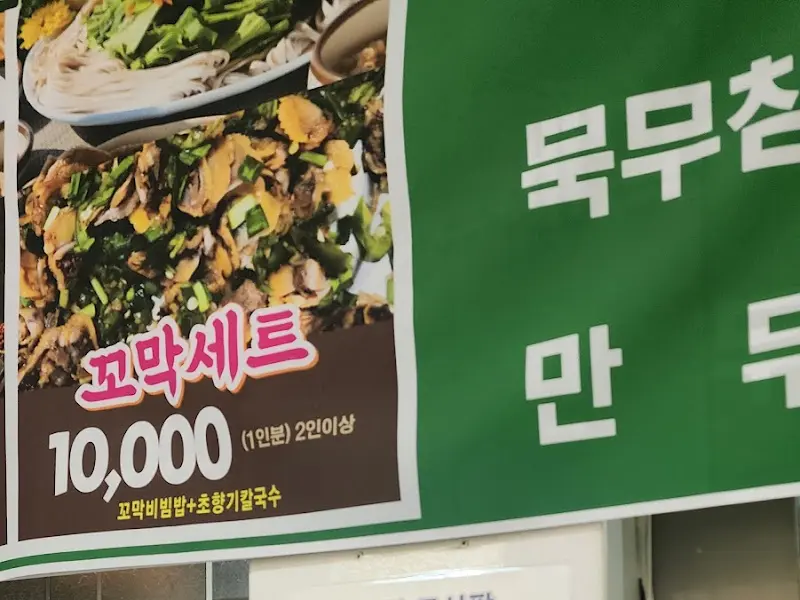 꼬막세트
10,000 (1인분) 2인이상
꼬막비빔밥+초향기칼국수
묵무침
만 두